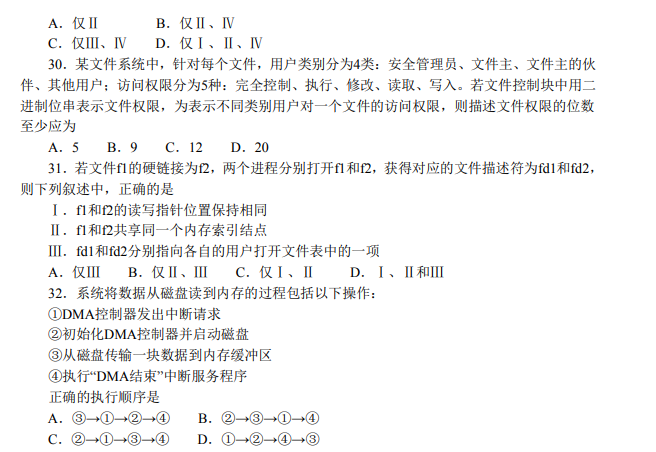 A．仅Ⅱ B．仅Ⅱ、Ⅳ
C．仅Ⅲ、Ⅳ D．仅Ⅰ、Ⅱ、Ⅳ
30．某文件系统中，针对每个文件，用户类别分为4类：安全管理员、文件主、文件主的伙
伴、其他用户；访问权限分为5种：完全控制、执行、修改、读取、写入。若文件控制块中用二
进制位串表示文件权限，为表示不同类别用户对一个文件的访问权限，则描述文件权限的位数
至少应为
A．5 B．9 C．12 D．20
31．若文件f1的硬链接为f2，两个进程分别打开f1和f2，获得对应的文件描述符为fd1和fd2，
则下列叙述中，正确的是
Ⅰ．f1和f2的读写指针位置保持相同
Ⅱ．f1和f2共享同一个内存索引结点
Ⅲ．fd1和fd2分别指向各自的用户打开文件表中的一项
A．仅Ⅲ B．仅Ⅱ、Ⅲ C．仅Ⅰ、Ⅱ D．Ⅰ、Ⅱ和Ⅲ
32．系统将数据从磁盘读到内存的过程包括以下操作：
①DMA控制器发出中断请求
②初始化DMA控制器并启动磁盘
③从磁盘传输一块数据到内存缓冲区
④执行“DMA结束”中断服务程序
正确的执行顺序是
A．③→①→②→④ B．②→③→①→④
C．②→①→③→④ D．①→②→④→③